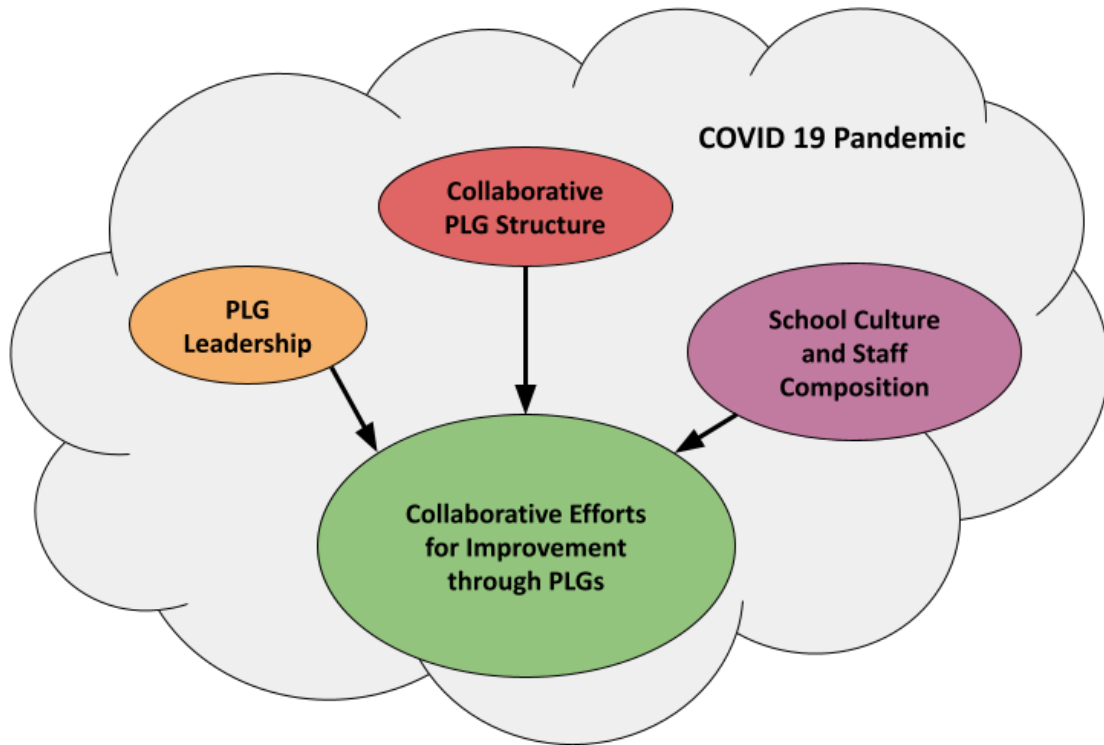 COVID 19 Pandemic
Collaborative
PLG Structure
PLG
Leadership
School Culture
and Staff
Composition
Collaborative Efforts
for Improvement
through PLGs